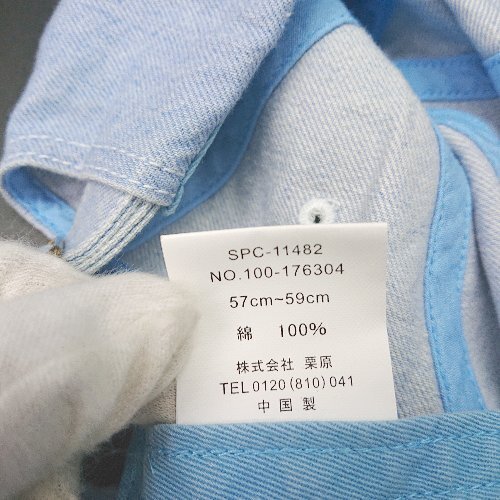 SPC-11482
NO.100-176304
57cm~59cm
綿 100%
株式会社 栗原
TEL 0120(810)041
中国製